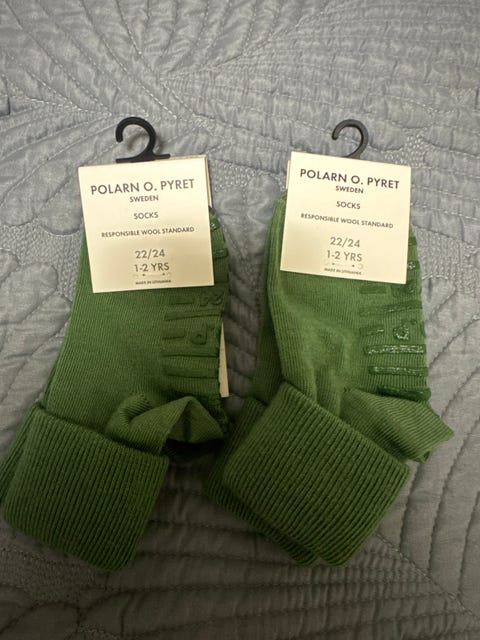 POLARN O. PYRET
SWEDEN
SOCKS
RESPONSIBLE WOOL STANDARD
22/24
1-2 YRS
MADE IN LITHUANIA
POLARN O. PYRET
SWEDEN
SOCKS
RESPONSIBLE WOOL STANDARD
22/24
1-2 YRS
MADE IN LITHUANIA